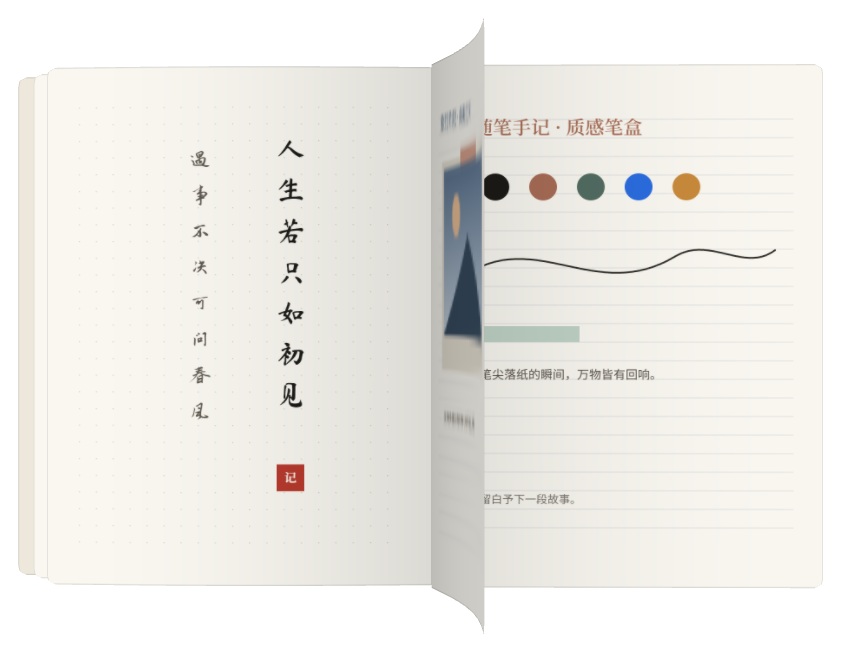 人生若只如初见
记
遇事不决可问春风
随笔手记 · 质感笔盒
笔尖落纸的瞬间，万物皆有回响。
留白予下一段故事。